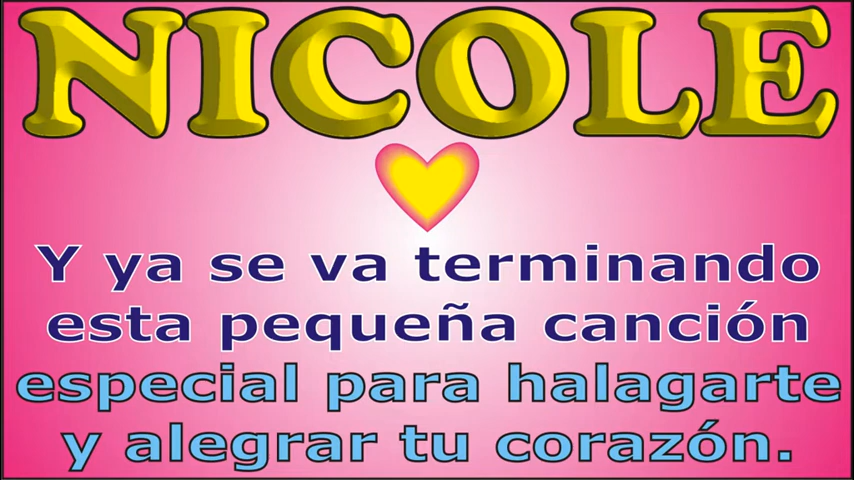 NICOLE
Y ya se va terminando
esta pequeña canción
especial para halagarte
y alegrar tu corazón.